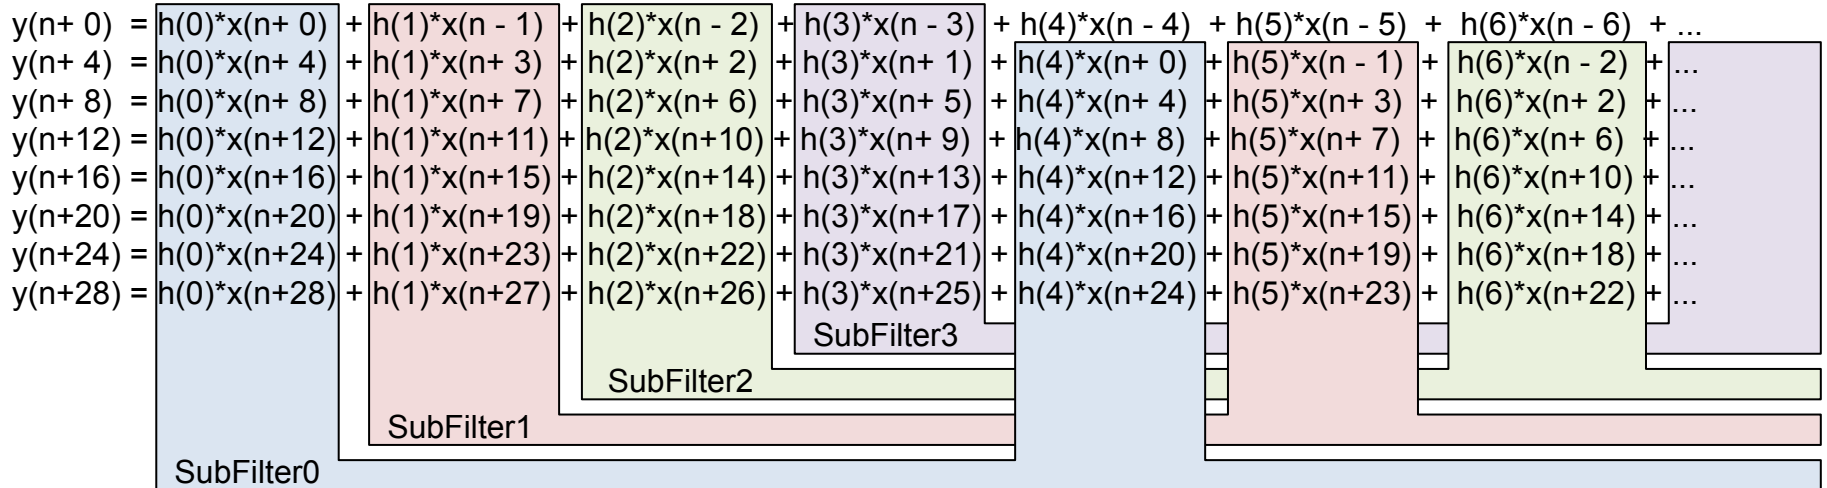 y(n+ 0) = h(0)*x(n+ 0) + h(1)*x(n - 1) + h(2)*x(n - 2) + h(3)*x(n - 3) + h(4)*x(n - 4) + h(5)*x(n - 5) + h(6)*x(n - 6) + ...
y(n+ 4) = h(0)*x(n+ 4) + h(1)*x(n+ 3) + h(2)*x(n+ 2) + h(3)*x(n+ 1) + h(4)*x(n+ 0) + h(5)*x(n - 1) + h(6)*x(n - 2) + ...
y(n+ 8) = h(0)*x(n+ 8) + h(1)*x(n+ 7) + h(2)*x(n+ 6) + h(3)*x(n+ 5) + h(4)*x(n+ 4) + h(5)*x(n+ 3) + h(6)*x(n+ 2) + ...
y(n+12) = h(0)*x(n+12) + h(1)*x(n+11) + h(2)*x(n+10) + h(3)*x(n+ 9) + h(4)*x(n+ 8) + h(5)*x(n+ 7) + h(6)*x(n+ 6) + ...
y(n+16) = h(0)*x(n+16) + h(1)*x(n+15) + h(2)*x(n+14) + h(3)*x(n+13) + h(4)*x(n+12) + h(5)*x(n+11) + h(6)*x(n+10) + ...
y(n+20) = h(0)*x(n+20) + h(1)*x(n+19) + h(2)*x(n+18) + h(3)*x(n+17) + h(4)*x(n+16) + h(5)*x(n+15) + h(6)*x(n+14) + ...
y(n+24) = h(0)*x(n+24) + h(1)*x(n+23) + h(2)*x(n+22) + h(3)*x(n+21) + h(4)*x(n+20) + h(5)*x(n+19) + h(6)*x(n+18) + ...
y(n+28) = h(0)*x(n+28) + h(1)*x(n+27) + h(2)*x(n+26) + h(3)*x(n+25) + h(4)*x(n+24) + h(5)*x(n+23) + h(6)*x(n+22) + ...
SubFilter3
SubFilter2
SubFilter1
SubFilter0